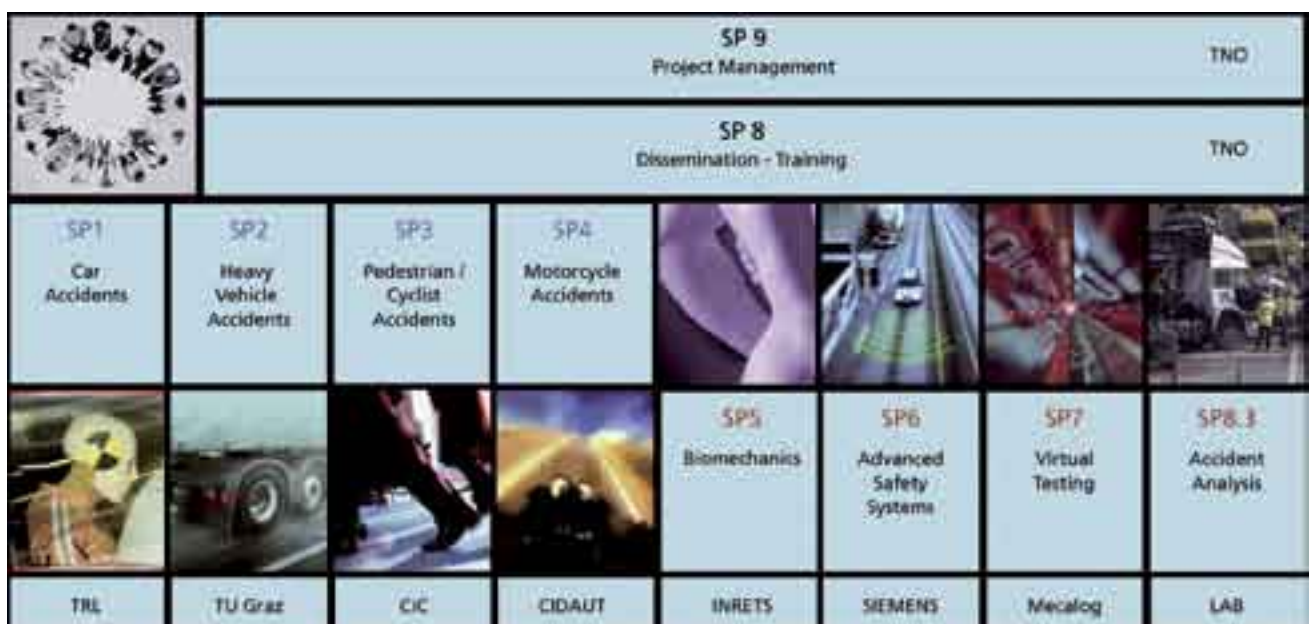 SP 9
Project Management
TNO
SP 8
Dissemination - Training
TNO
SP1
Car
Accidents
SP2
Heavy
Vehicle
Accidents
SP3
Pedestrian /
Cyclist
Accidents
SP4
Motorcycle
Accidents
SP5
Biomechanics
SP6
Advanced
Safety
Systems
SP7
Virtual
Testing
SP8.3
Accident
Analysis
TRL
TU Graz
CIC
CIDAUT
INRETS
SIEMENS
Mecalog
LAB